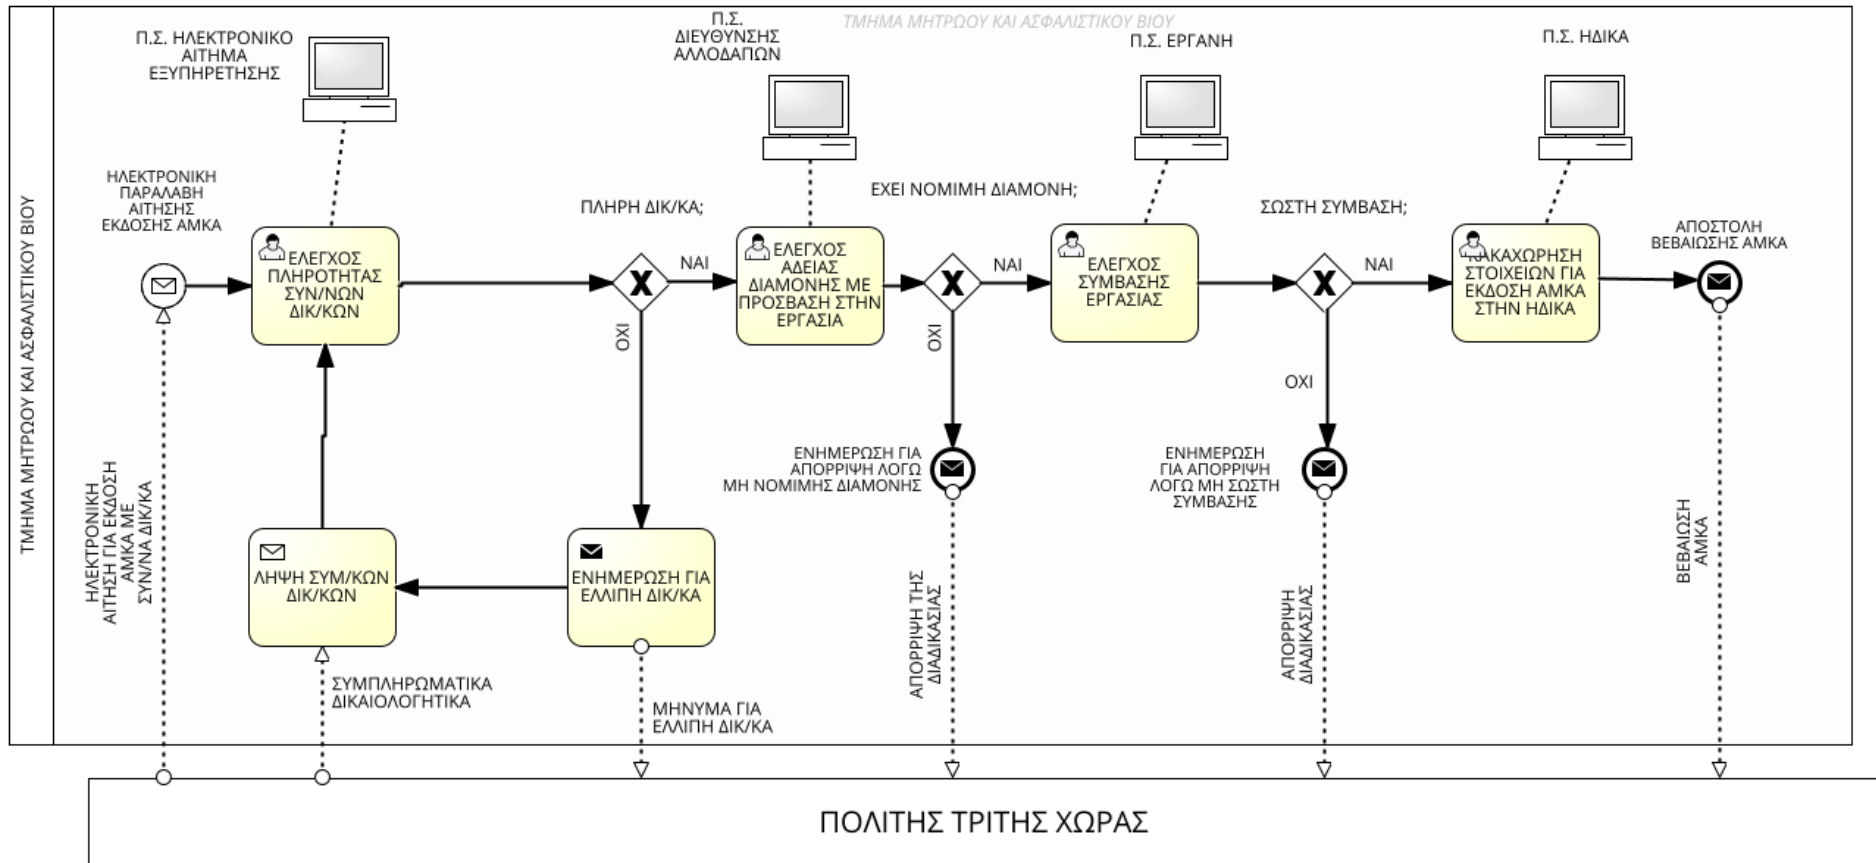 ΤΜΗΜΑ ΜΗΤΡΩΟΥ ΚΑΙ ΑΣΦΑΛΙΣΤΙΚΟΥ ΒΙΟΥ
ΤΜΗΜΑ ΜΗΤΡΩΟΥ ΚΑΙ ΑΣΦΑΛΙΣΤΙΚΟΥ ΒΙΟΥ
Π.Σ. ΗΛΕΚΤΡΟΝΙΚΟ
ΑΙΤΗΜΑ
ΕΞΥΠΗΡΕΤΗΣΗΣ
Π.Σ.
ΔΙΕΥΘΥΝΣΗΣ
ΑΛΛΟΔΑΠΩΝ
Π.Σ. ΕΡΓΑΝΗ
Π.Σ. ΗΔΙΚΑ
ΗΛΕΚΤΡΟΝΙΚΗ
ΠΑΡΑΛΑΒΗ
ΑΙΤΗΣΗΣ
ΕΚΔΟΣΗΣ ΑΜΚΑ
ΕΛΕΓΧΟΣ
ΠΛΗΡΟΤΗΤΑΣ
ΣΥΝ/ΝΩΝ
ΔΙΚ/ΚΩΝ
ΠΛΗΡΗ ΔΙΚ/ΚΑ;
ΝΑΙ
ΟΧΙ
ΕΛΕΓΧΟΣ
ΑΔΕΙΑΣ
ΔΙΑΜΟΝΗΣ ΜΕ
ΠΡΟΣΒΑΣΗ ΣΤΗΝ
ΕΡΓΑΣΙΑ
ΕΧΕΙ ΝΟΜΙΜΗ ΔΙΑΜΟΝΗ;
ΝΑΙ
ΟΧΙ
ΕΛΕΓΧΟΣ
ΣΥΜΒΑΣΗΣ
ΕΡΓΑΣΙΑΣ
ΣΩΣΤΗ ΣΥΜΒΑΣΗ;
ΝΑΙ
ΟΧΙ
ΚΑΚΑΧΩΡΗΣΗ
ΣΤΟΙΧΕΙΩΝ ΓΙΑ
ΕΚΔΟΣΗ ΑΜΚΑ
ΣΤΗΝ ΗΔΙΚΑ
ΑΠΟΣΤΟΛΗ
ΒΕΒΑΙΩΣΗΣ ΑΜΚΑ
ΕΝΗΜΕΡΩΣΗ ΓΙΑ
ΑΠΟΡΡΙΨΗ ΛΟΓΩ
ΜΗ ΝΟΜΙΜΗΣ ΔΙΑΜΟΝΗΣ
ΕΝΗΜΕΡΩΣΗ
ΓΙΑ ΑΠΟΡΡΙΨΗ
ΛΟΓΩ ΜΗ ΣΩΣΤΗ
ΣΥΜΒΑΣΗΣ
ΗΛΕΚΤΡΟΝΙΚΗ
ΑΙΤΗΣΗ ΓΙΑ ΕΚΔΟΣΗ
ΑΜΚΑ ΜΕ
ΣΥΝ/ΝΑ ΔΙΚ/ΚΑ
ΛΗΨΗ ΣΥΜ/ΚΩΝ
ΔΙΚ/ΚΩΝ
ΕΝΗΜΕΡΩΣΗ ΓΙΑ
ΕΛΛΙΠΗ ΔΙΚ/ΚΑ
ΣΥΜΠΛΗΡΩΜΑΤΙΚΑ
ΔΙΚΑΙΟΛΟΓΗΤΙΚΑ
ΜΗΝΥΜΑ ΓΙΑ
ΕΛΛΙΠΗ ΔΙΚ/ΚΑ
ΑΠΟΡΡΙΨΗ ΤΗΣ
ΔΙΑΔΙΚΑΣΙΑΣ
ΑΠΟΡΡΙΨΗ
ΔΙΑΔΙΚΑΣΙΑΣ
ΒΕΒΑΙΩΣΗ
ΑΜΚΑ
ΠΟΛΙΤΗΣ ΤΡΙΤΗΣ ΧΩΡΑΣ